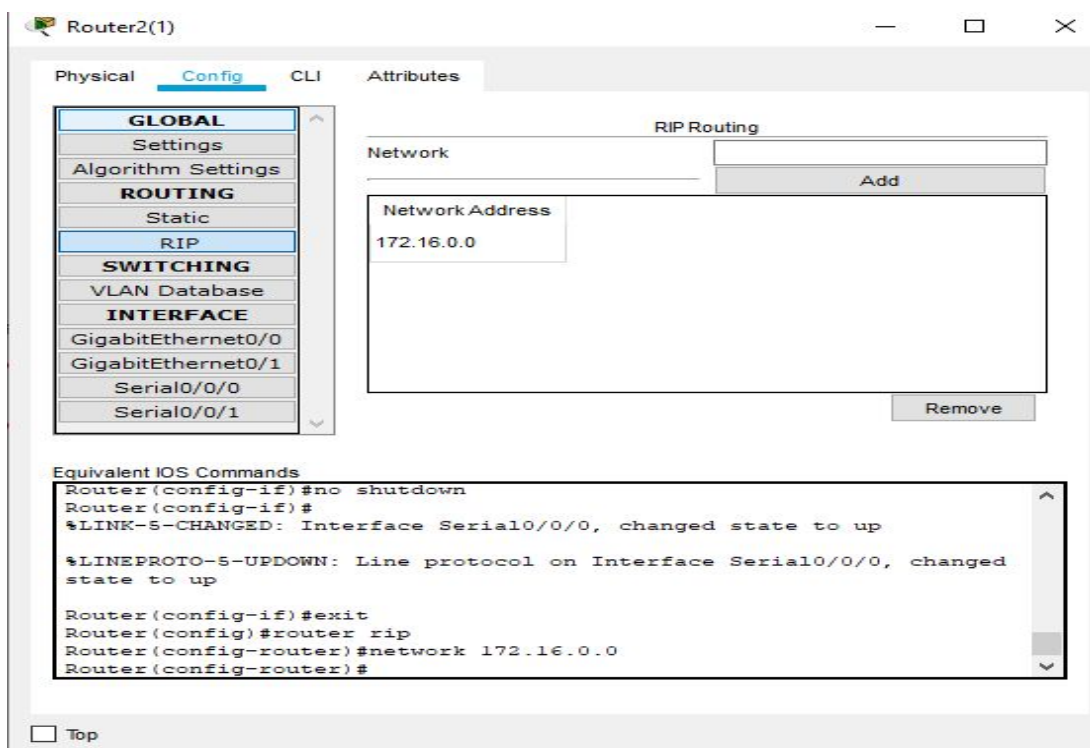 Router2(1)
Physical Config CLI Attributes
GLOBAL
Settings
Algorithm Settings
ROUTING
Static
RIP
SWITCHING
VLAN Database
INTERFACE
GigabitEthernet0/0
GigabitEthernet0/1
Serial0/0/0
Serial0/0/1
RIP Routing
Network
Add
Network Address
172.16.0.0
Remove
Equivalent IOS Commands
Router(config-if)#no shutdown
Router(config-if)#
%LINK-5-CHANGED: Interface Serial0/0/0, changed state to up
%LINEPROTO-5-UPDOWN: Line protocol on Interface Serial0/0/0, changed
state to up
Router(config-if)#exit
Router(config)#router rip
Router(config-router)#network 172.16.0.0
Router(config-router)#
Top